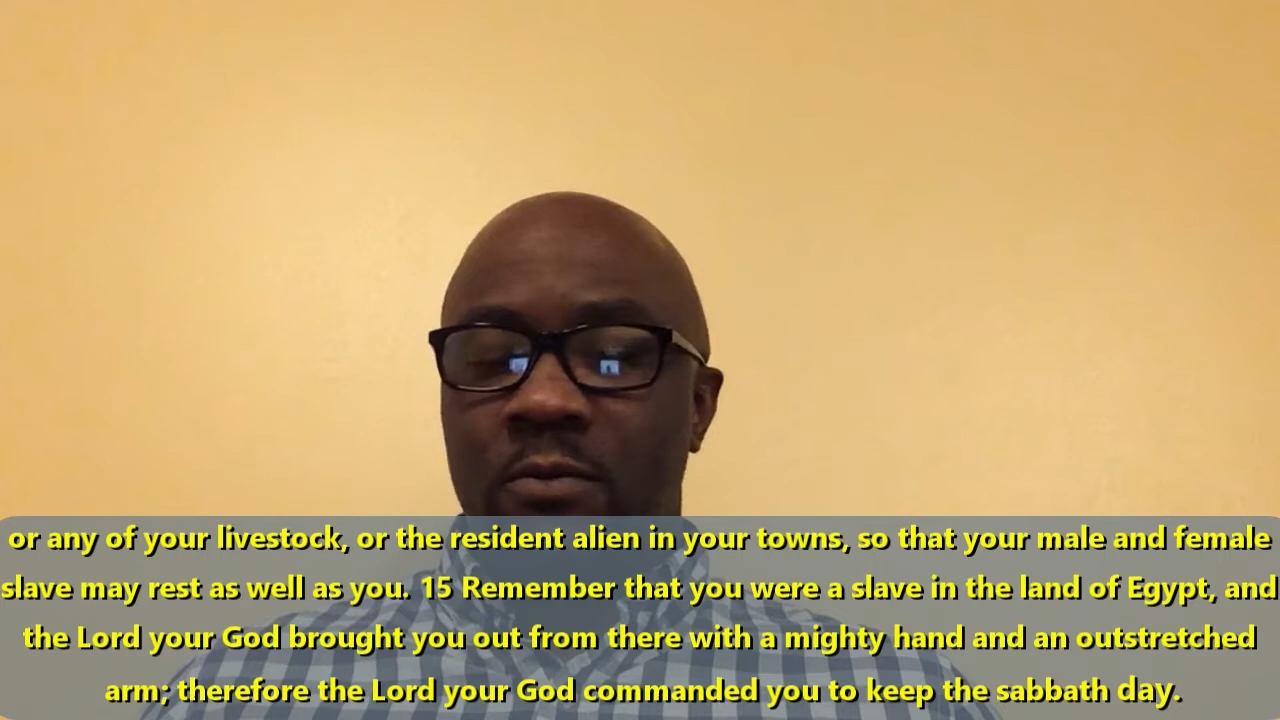 or any of your livestock, or the resident alien in your towns, so that your male and female
slave may rest as well as you. 15 Remember that you were a slave in the land of Egypt, and
the Lord your God brought you out from there with a mighty hand and an outstretched
arm; therefore the Lord your God commanded you to keep the sabbath day.